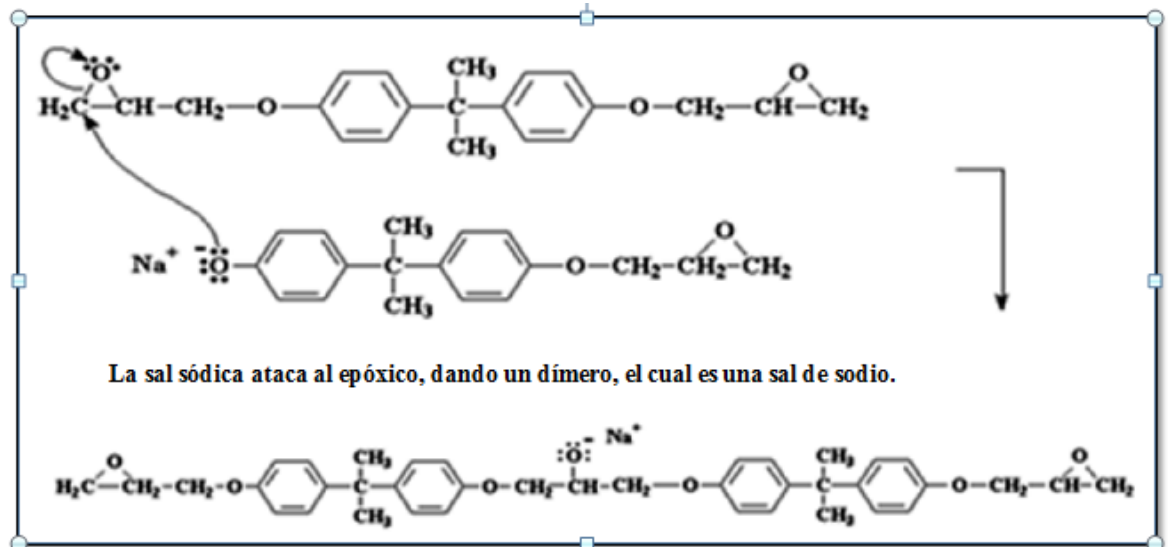 O CH₃ O
H₂C–CH–CH₂–O C O–CH₂–CH–CH₂
CH₃
CH₃ O
Na⁺ ⁻:O C O–CH₂–CH₂–CH₂
CH₃
La sal sódica ataca al epóxico, dando un dímero, el cual es una sal de sodio.
O CH₃ :O:⁻ Na⁺ CH₃ O
H₂C–CH₂–CH₂–O C O–CH₂–CH–CH₂–O C O–CH₂–CH–CH₂
CH₃ CH₃